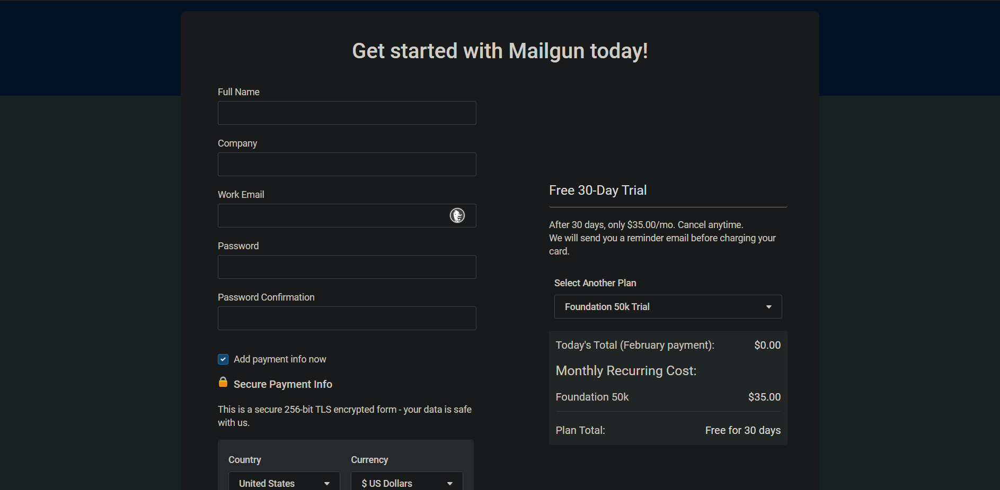 Get started with Mailgun today!
Full Name
Company
Work Email
Password
Password Confirmation
Add payment info now
Secure Payment Info
This is a secure 256-bit TLS encrypted form - your data is safe
with us.
Country
Currency
United States
$ US Dollars
Free 30-Day Trial
After 30 days, only $35.00/mo. Cancel anytime.
We will send you a reminder email before charging your
card.
Select Another Plan
Foundation 50k Trial
Today's Total (February payment): $0.00
Monthly Recurring Cost:
Foundation 50k $35.00
Plan Total: Free for 30 days